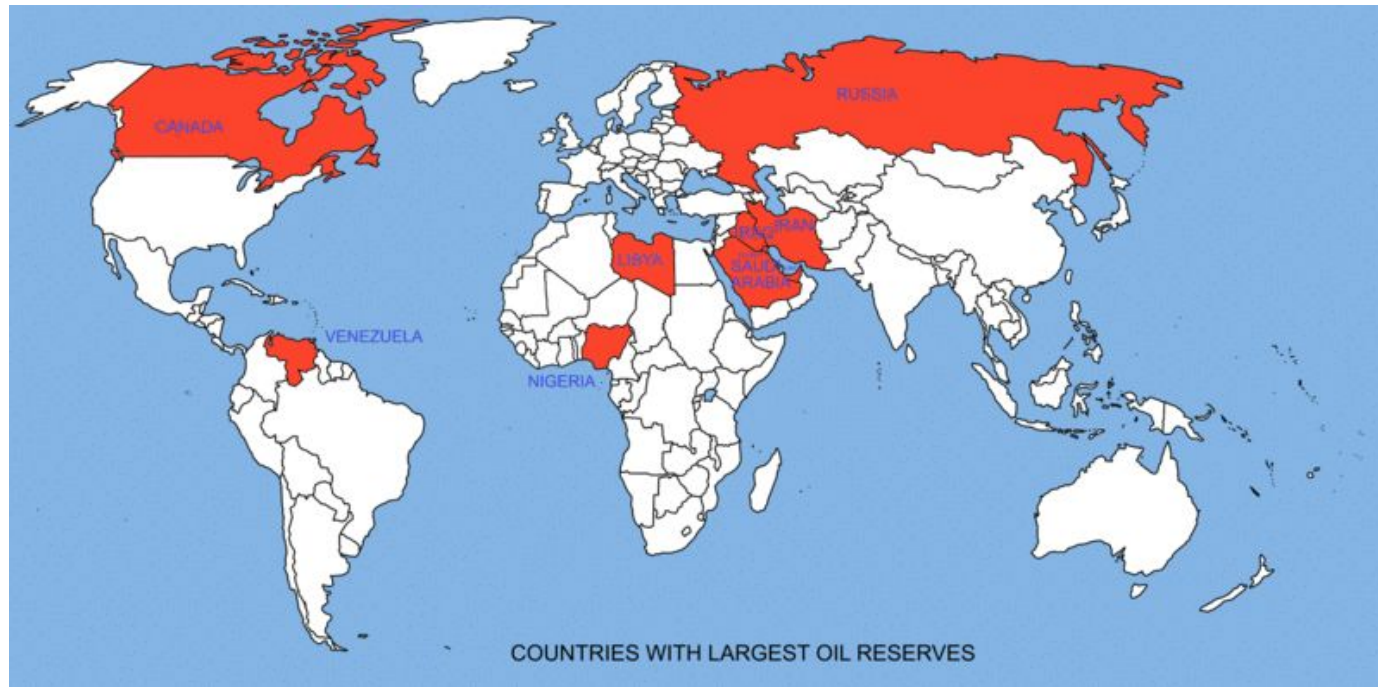 RUSSIA
CANADA
IRAQ
IRAN
LIBYA
SAUDI
ARABIA
VENEZUELA
NIGERIA
COUNTRIES WITH LARGEST OIL RESERVES